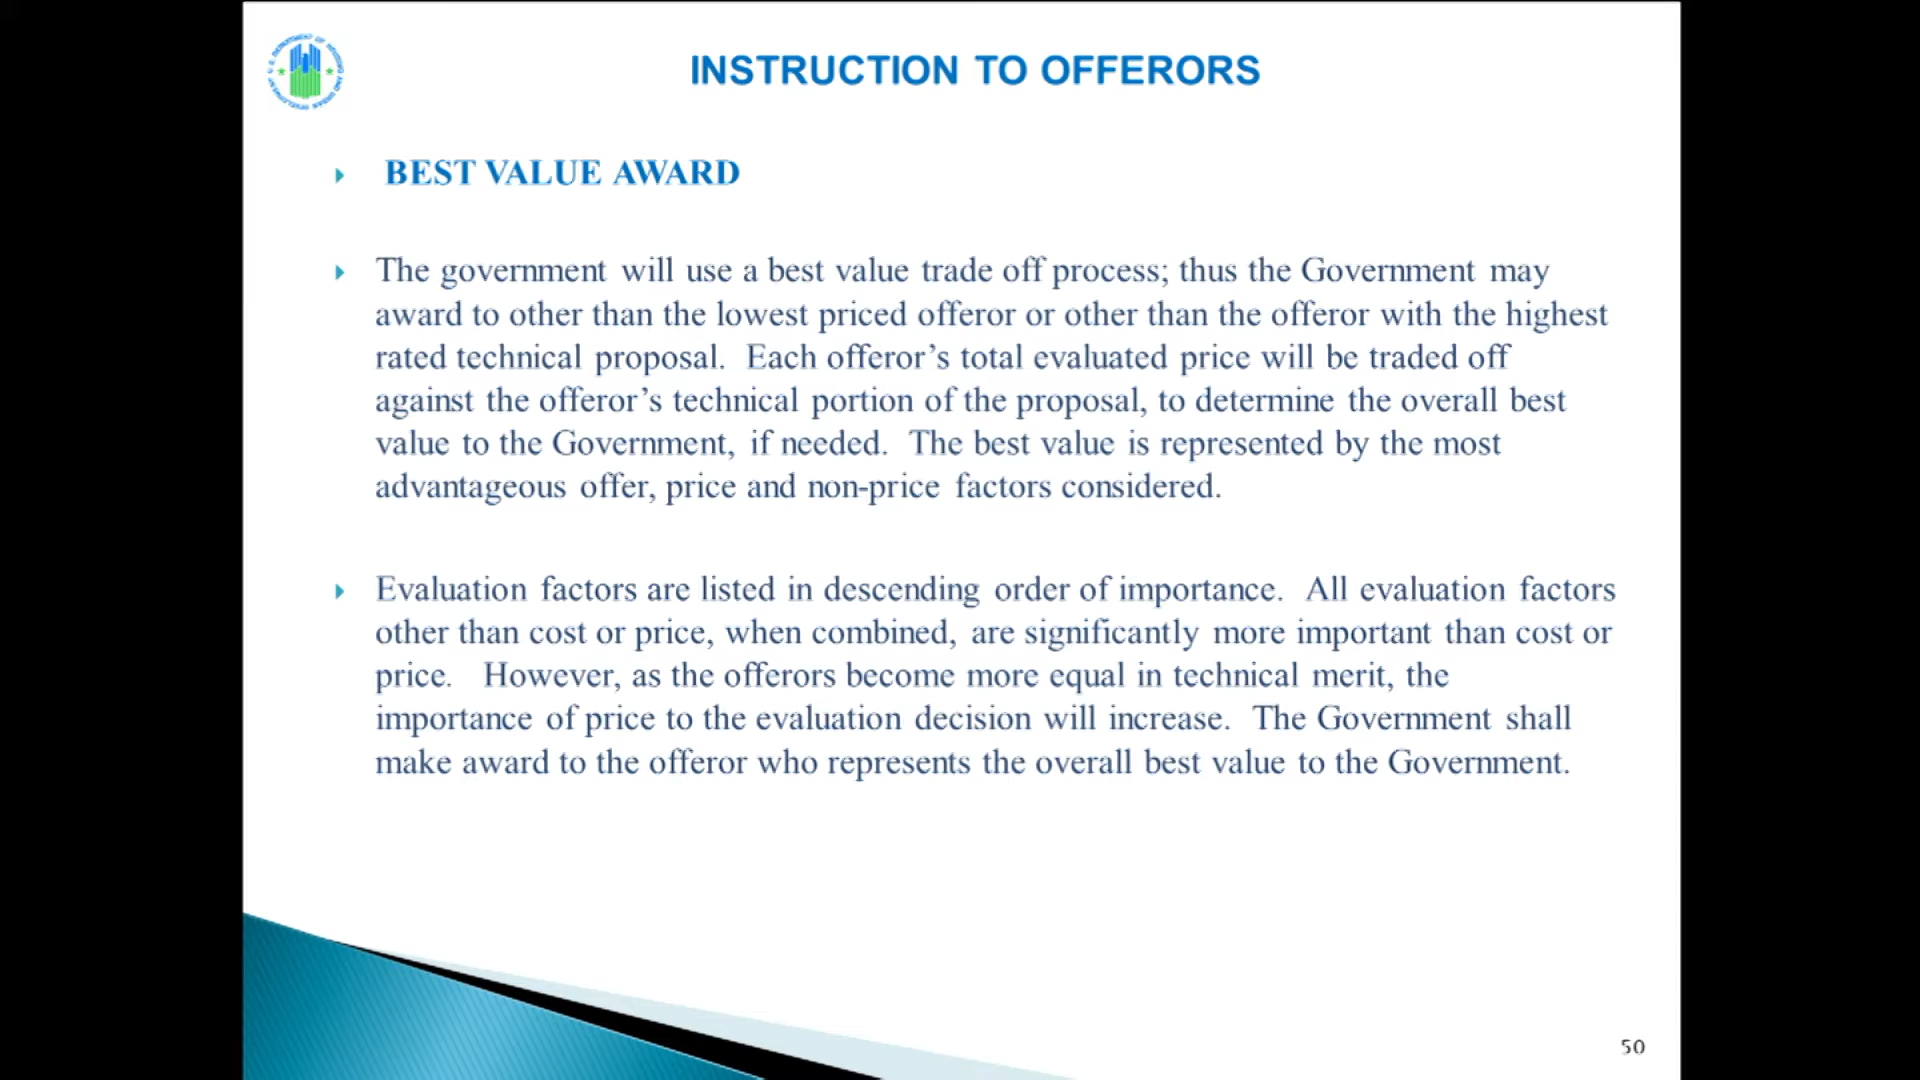 INSTRUCTION TO OFFERORS
BEST VALUE AWARD
The government will use a best value trade off process; thus the Government may
award to other than the lowest priced offeror or other than the offeror with the highest
rated technical proposal. Each offeror’s total evaluated price will be traded off
against the offeror’s technical portion of the proposal, to determine the overall best
value to the Government, if needed. The best value is represented by the most
advantageous offer, price and non-price factors considered.
Evaluation factors are listed in descending order of importance. All evaluation factors
other than cost or price, when combined, are significantly more important than cost or
price. However, as the offerors become more equal in technical merit, the
importance of price to the evaluation decision will increase. The Government shall
make award to the offeror who represents the overall best value to the Government.
50